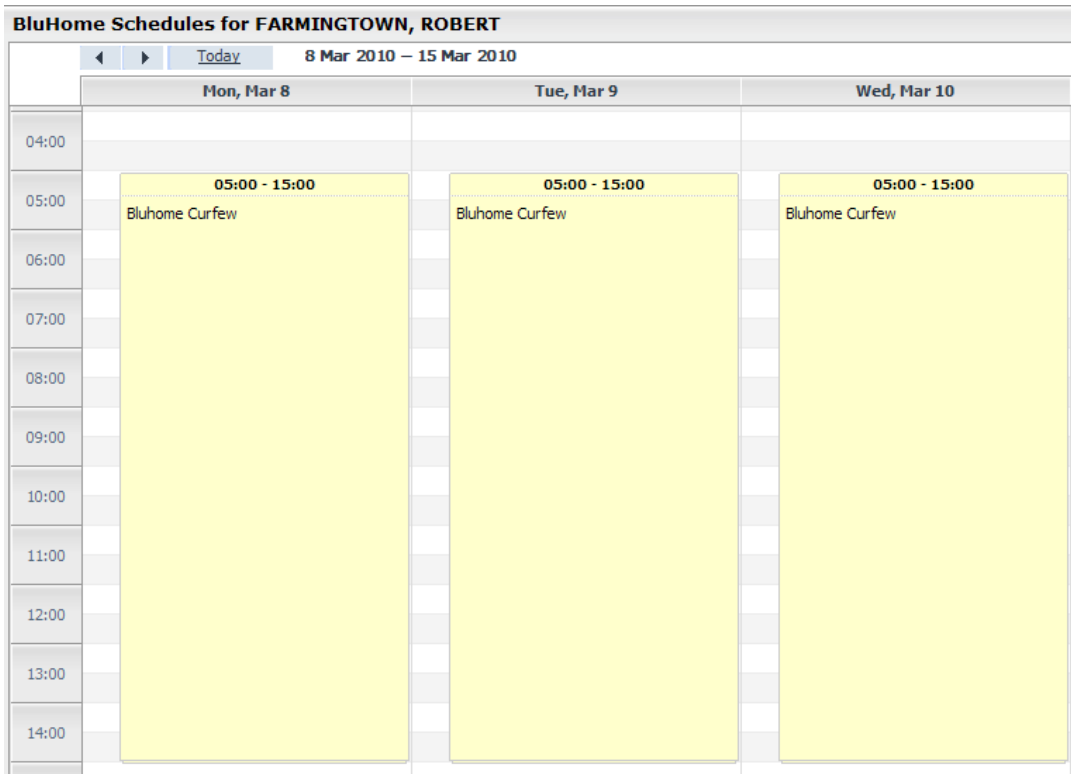 BluHome Schedules for FARMINGTOWN, ROBERT
Today 8 Mar 2010 – 15 Mar 2010
Mon, Mar 8 Tue, Mar 9 Wed, Mar 10
04:00
05:00 - 15:00 05:00 - 15:00 05:00 - 15:00
05:00
Bluhome Curfew Bluhome Curfew Bluhome Curfew
06:00
07:00
08:00
09:00
10:00
11:00
12:00
13:00
14:00